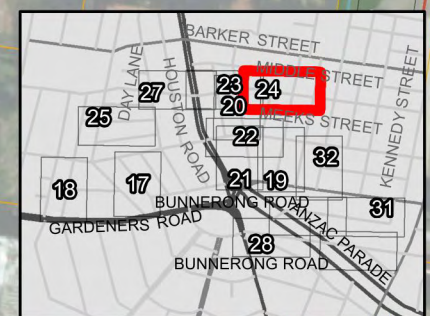 BARKER STREET
MIDDLE STREET
DAY LANE
HOUSTON ROAD
KENNEDY STREET
23
24
27
20
MEEKS STREET
25
22
32
18
17
21
19
BUNNERONG ROAD
31
GARDENERS ROAD
ANZAC PARADE
28
BUNNERONG ROAD